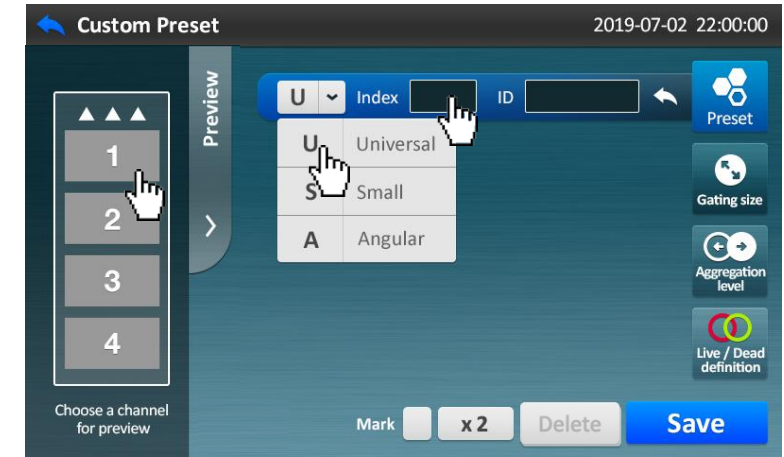 Custom Preset
2019-07-02 22:00:00
1
2
3
4
Choose a channel
for preview
Preview
U Index ID
U Universal
S Small
A Angular
Preset
Gating size
Aggregation
level
Live / Dead
definition
Mark x 2 Delete Save